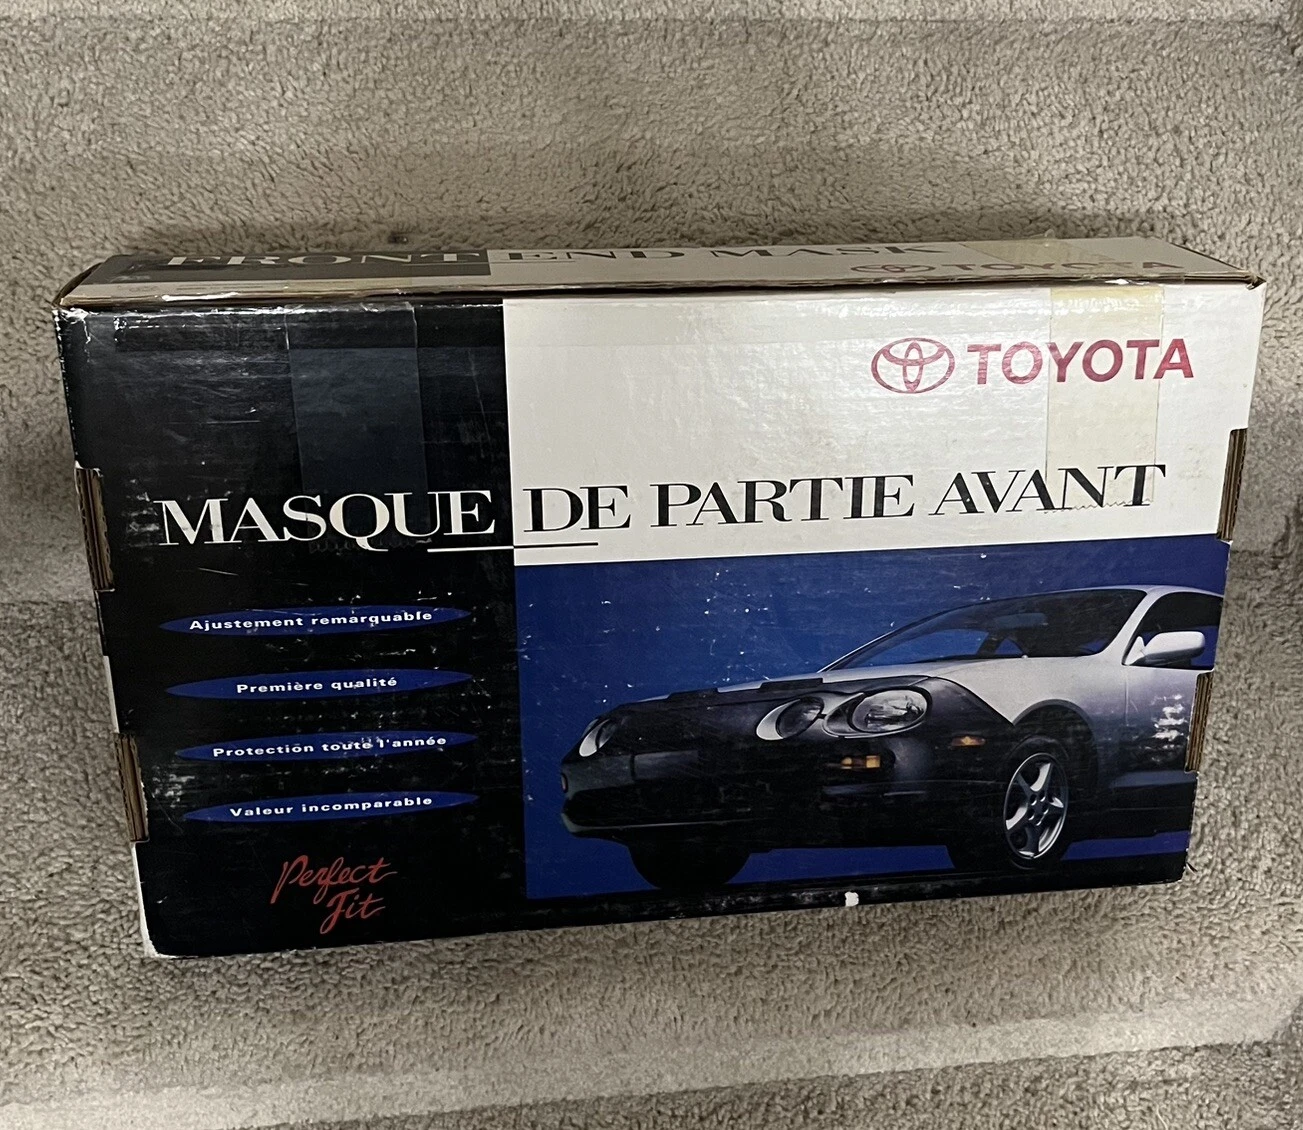 FRONT END MASK
TOYOTA
TOYOTA
MASQUE DE PARTIE AVANT
Ajustement remarquable
Première qualité
Protection toute l'année
Valeur incomparable
Perfect
Fit